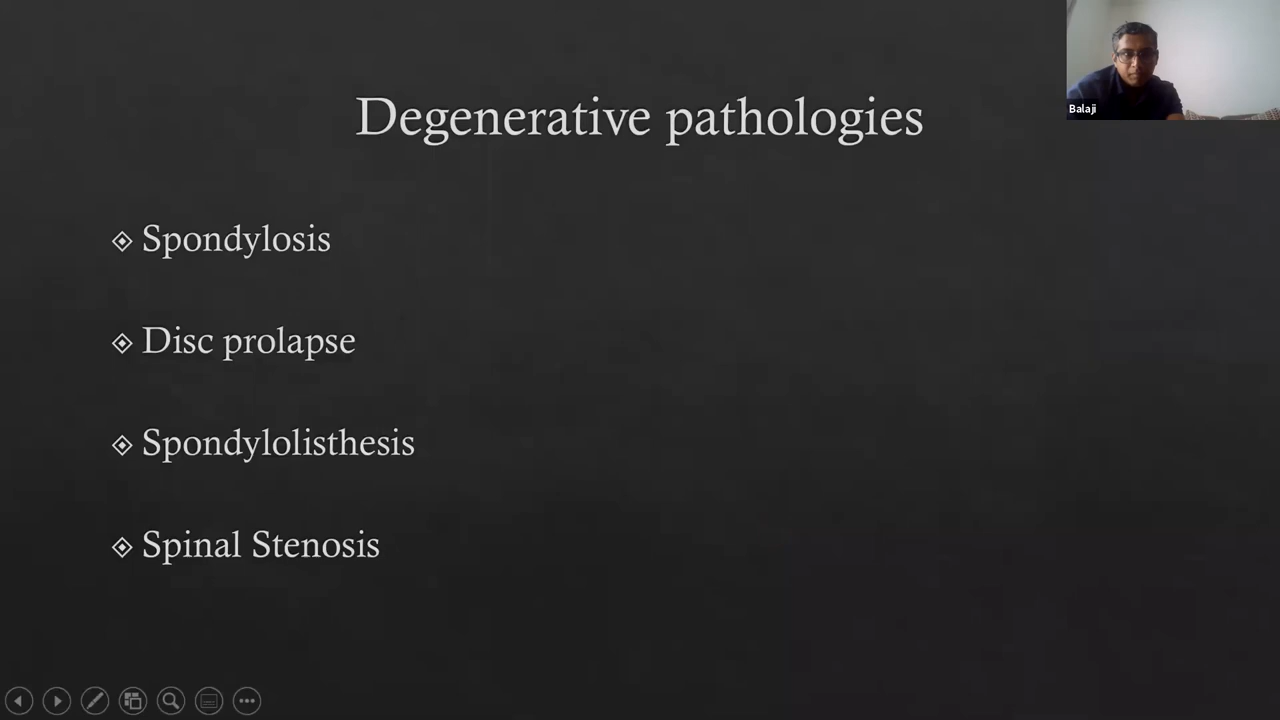 Balaji
Degenerative pathologies
Spondylosis
Disc prolapse
Spondylolisthesis
Spinal Stenosis